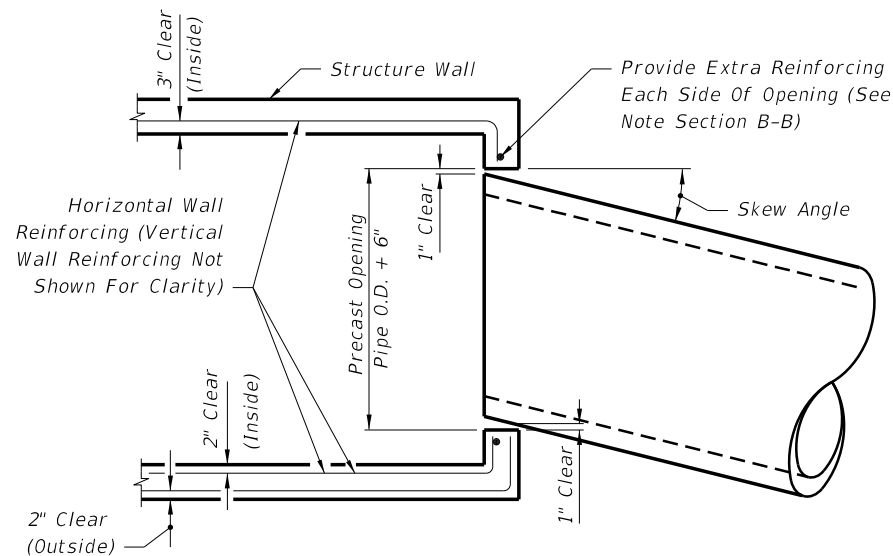 3" Clear
(Inside)
Structure Wall
Provide Extra Reinforcing
Each Side Of Opening (See
Note Section B-B)
Horizontal Wall
Reinforcing (Vertical
Wall Reinforcing Not
Shown For Clarity)
1" Clear
Skew Angle
Precast Opening
Pipe O.D. + 6"
2" Clear
(Inside)
1" Clear
2" Clear
(Outside)